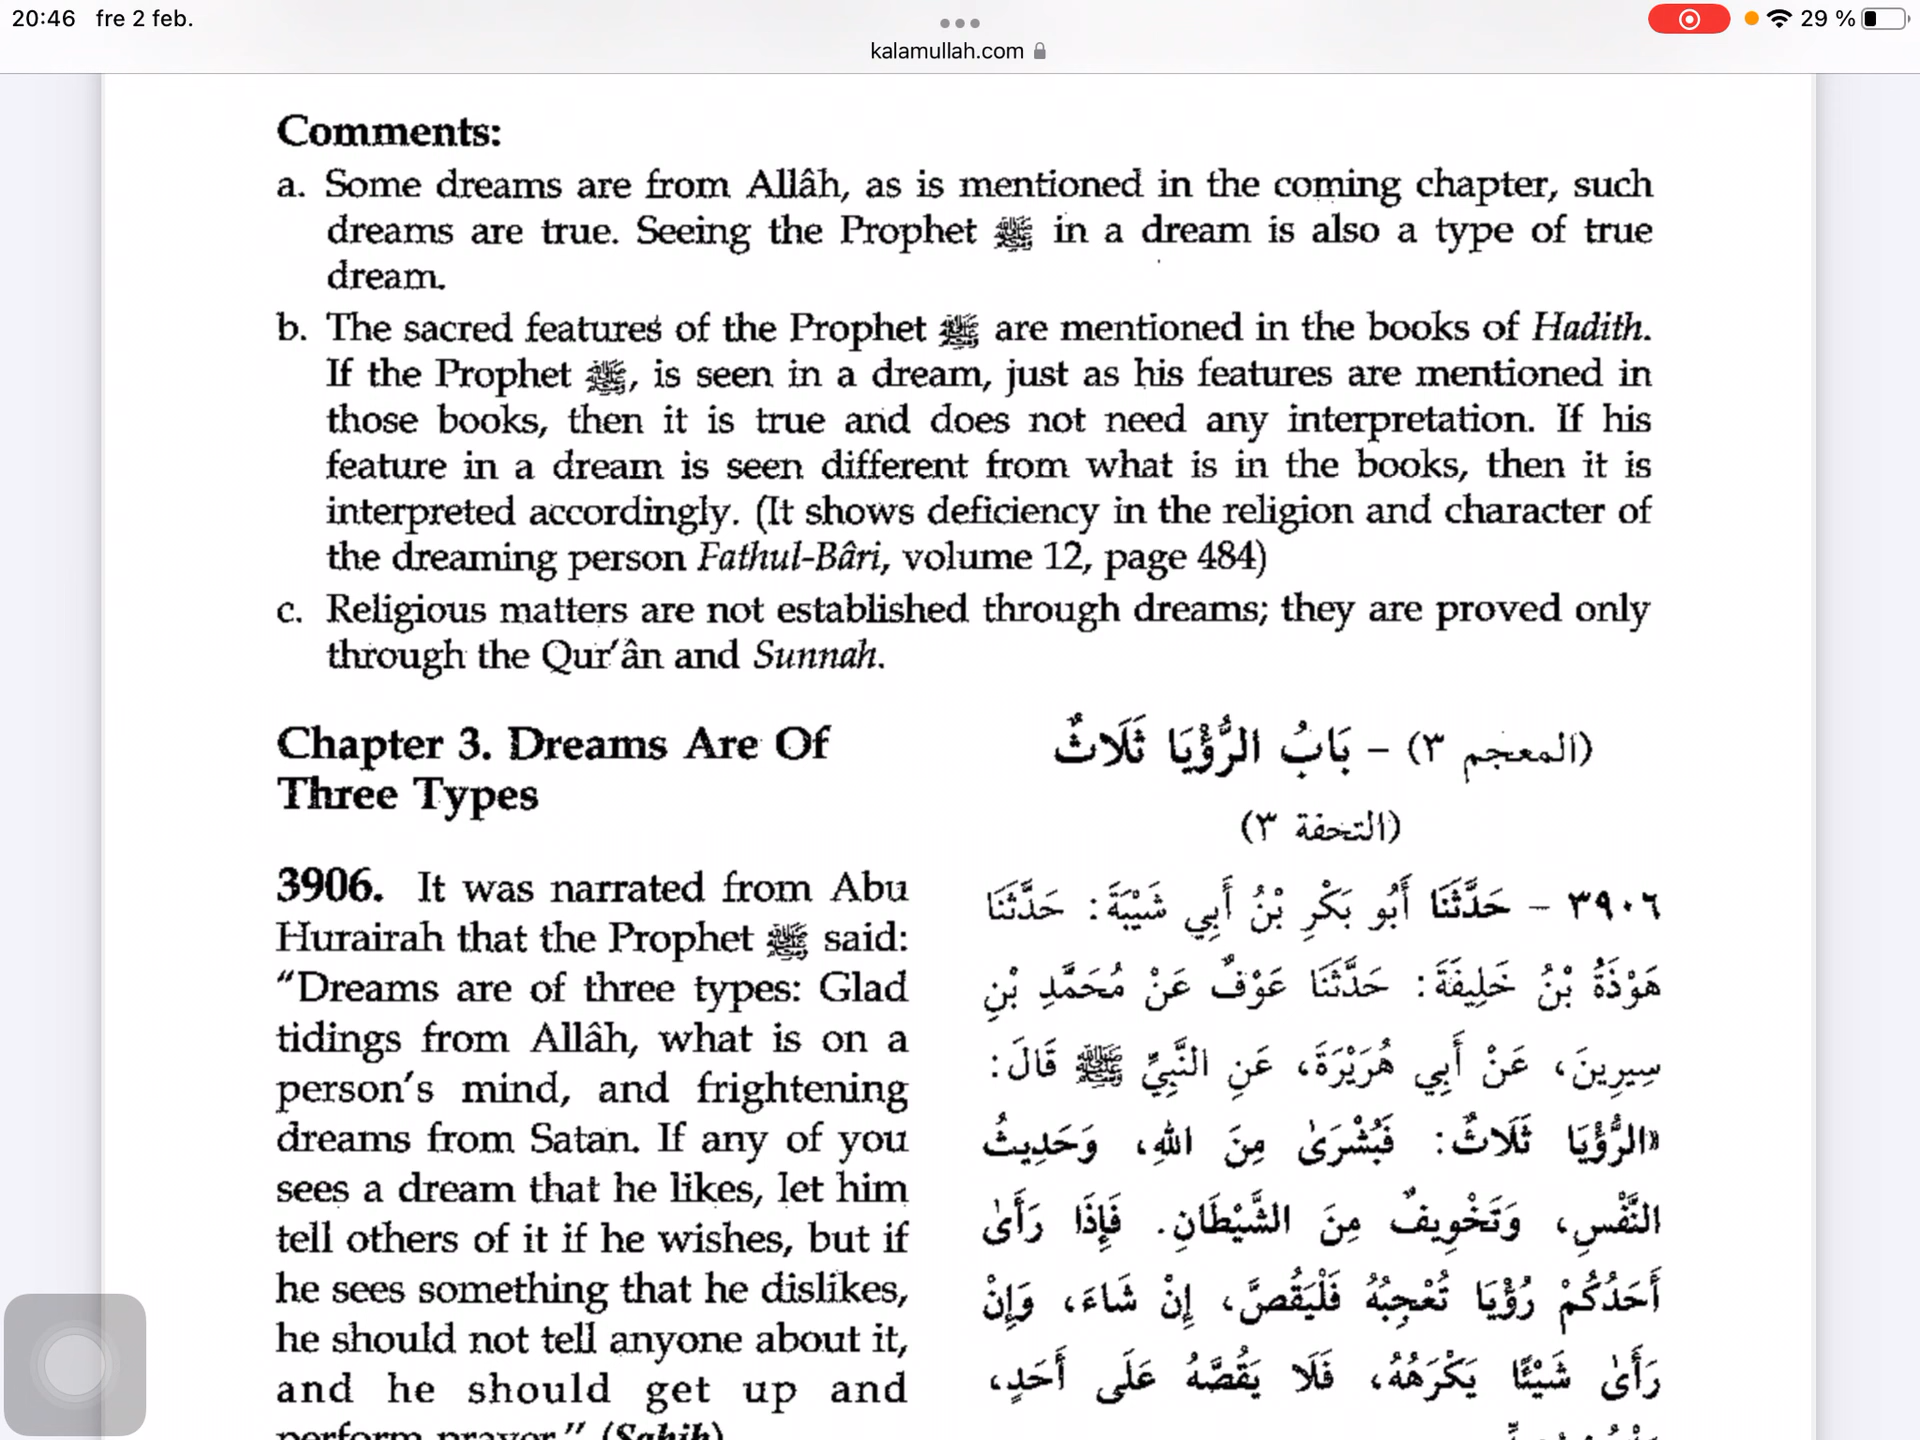 20:46 fre 2 feb.
29 %
kalamullah.com
Comments:
a. Some dreams are from Allâh, as is mentioned in the coming chapter, such
dreams are true. Seeing the Prophet ﷺ in a dream is also a type of true
dream.
b. The sacred features of the Prophet ﷺ are mentioned in the books of Hadith.
If the Prophet ﷺ, is seen in a dream, just as his features are mentioned in
those books, then it is true and does not need any interpretation. If his
feature in a dream is seen different from what is in the books, then it is
interpreted accordingly. (It shows deficiency in the religion and character of
the dreaming person Fathul-Bâri, volume 12, page 484)
c. Religious matters are not established through dreams; they are proved only
through the Qur'ân and Sunnah.
Chapter 3. Dreams Are Of
Three Types
3906. It was narrated from Abu
Hurairah that the Prophet ﷺ said:
"Dreams are of three types: Glad
tidings from Allâh, what is on a
person's mind, and frightening
dreams from Satan. If any of you
sees a dream that he likes, let him
tell others of it if he wishes, but if
he sees something that he dislikes,
he should not tell anyone about it,
and he should get up and
perform prayer." (Sahih)
(المعجم ٣) - بَابُ الرُّؤْيَا ثَلَاثٌ
(التحفة ٣)
٣٩٠٦ - حَدَّثَنَا أَبُو بَكْرِ بْنُ أَبِي شَيْبَةَ: حَدَّثَنَا
هَوْذَةُ بْنُ خَلِيفَةَ: حَدَّثَنَا عَوْفٌ عَنْ مُحَمَّدِ بْنِ
سِيرِينَ، عَنْ أَبِي هُرَيْرَةَ، عَنِ النَّبِيِّ ﷺ قَالَ:
«الرُّؤْيَا ثَلَاثٌ: فَبُشْرَىٰ مِنَ اللهِ، وَحَدِيثُ
النَّفْسِ، وَتَخْوِيفٌ مِنَ الشَّيْطَانِ. فَإِذَا رَأَىٰ
أَحَدُكُمْ رُؤْيَا تُعْجِبُهُ فَلْيَقُصَّ، إِنْ شَاءَ، وَإِنْ
رَأَىٰ شَيْئًا يَكْرَهُهُ، فَلَا يَقُصَّهُ عَلَى أَحَدٍ،